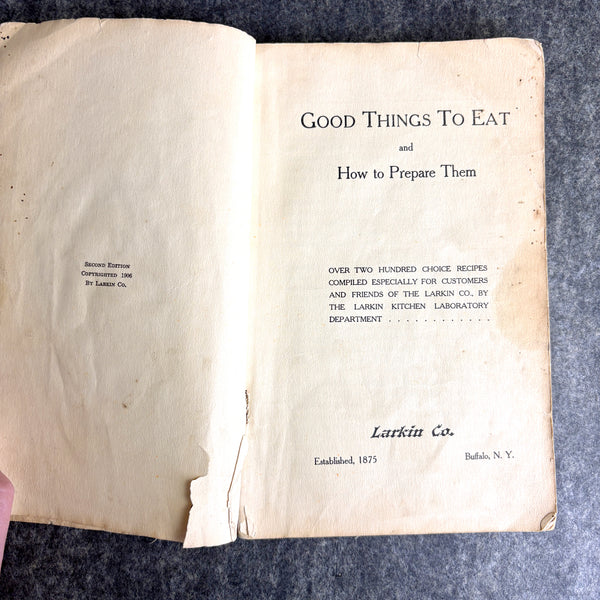 Second Edition
Copyrighted 1906
By Larkin Co.
Good Things To Eat
and
How to Prepare Them
OVER TWO HUNDRED CHOICE RECIPES .
COMPILED ESPECIALLY FOR CUSTOMERS
AND FRIENDS OF THE LARKIN CO., BY
THE LARKIN KITCHEN LABORATORY
DEPARTMENT . . . . . . . . . . . .
Larkin Co.
Established, 1875 Buffalo, N. Y.